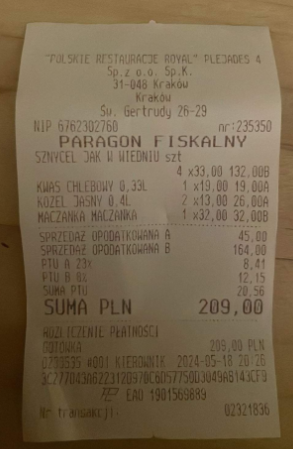 "POLSKIE RESTAURACJE ROYAL" PLEJADES 4
Sp.z o.o. Sp.K.
31-048 Kraków
Kraków
Św. Gertrudy 26-29
NIP 6762302760 nr:235350
PARAGON FISKALNY
SZNYCEL JAK W WIEDNIU szt
4 x33,00 132,00B
KWAS CHLEBOWY 0,33L 1 x19,00 19,00A
KOZEL JASNY 0,4L 2 x13,00 26,00A
MACZANKA MACZANKA 1 x32,00 32,00B
SPRZEDAŻ OPODATKOWANA A 45,00
SPRZEDAŻ OPODATKOWANA B 164,00
PTU A 23% 8,41
PTU B 8% 12,15
SUMA PTU 20,56
SUMA PLN 209,00
ROZLICZENIE PŁATNOŚCI
GOTÓWKA 209,00 PLN
#001 KIEROWNIK 2024-05-18 20:26
EAO 1901569889
Nr transakcji: 02321836